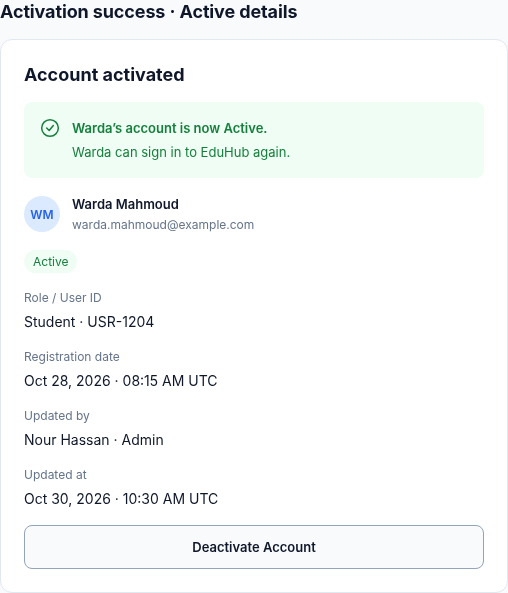 Activation success · Active details
Account activated
Warda’s account is now Active.
Warda can sign in to EduHub again.
WM
Warda Mahmoud
warda.mahmoud@example.com
Active
Role / User ID
Student · USR-1204
Registration date
Oct 28, 2026 · 08:15 AM UTC
Updated by
Nour Hassan · Admin
Updated at
Oct 30, 2026 · 10:30 AM UTC
Deactivate Account